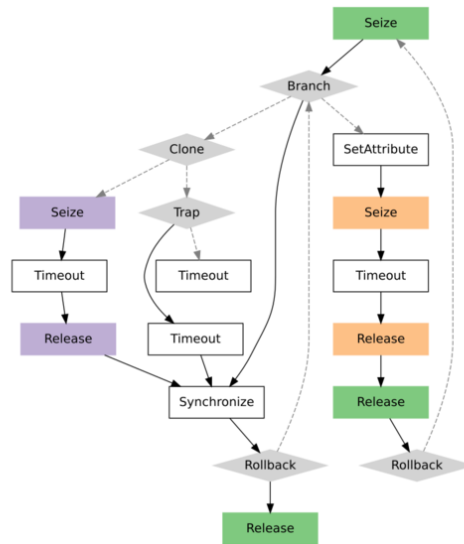 Seize
Branch
Clone
SetAttribute
Seize
Trap
Seize
Timeout
Timeout
Timeout
Release
Timeout
Release
Synchronize
Release
Rollback
Rollback
Release